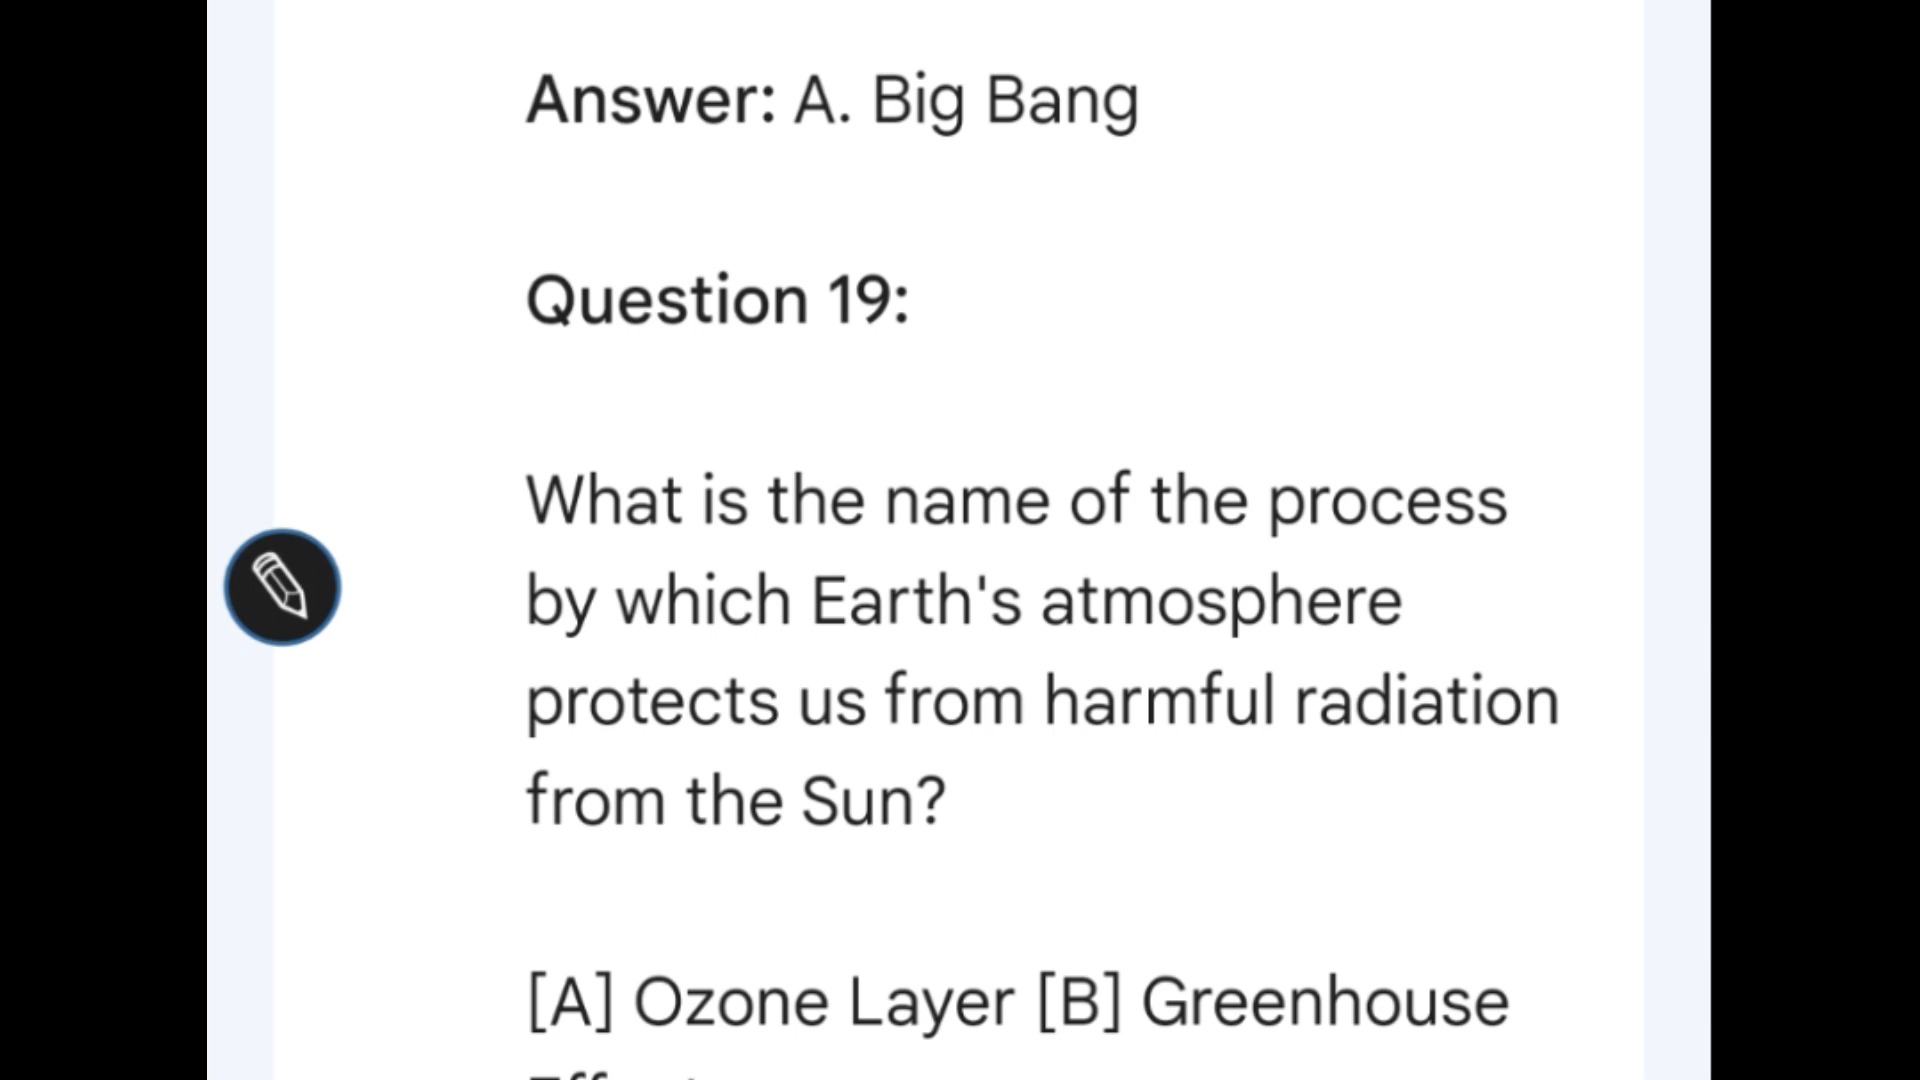 Answer: A. Big Bang
Question 19:
What is the name of the process
by which Earth's atmosphere
protects us from harmful radiation
from the Sun?
[A] Ozone Layer [B] Greenhouse